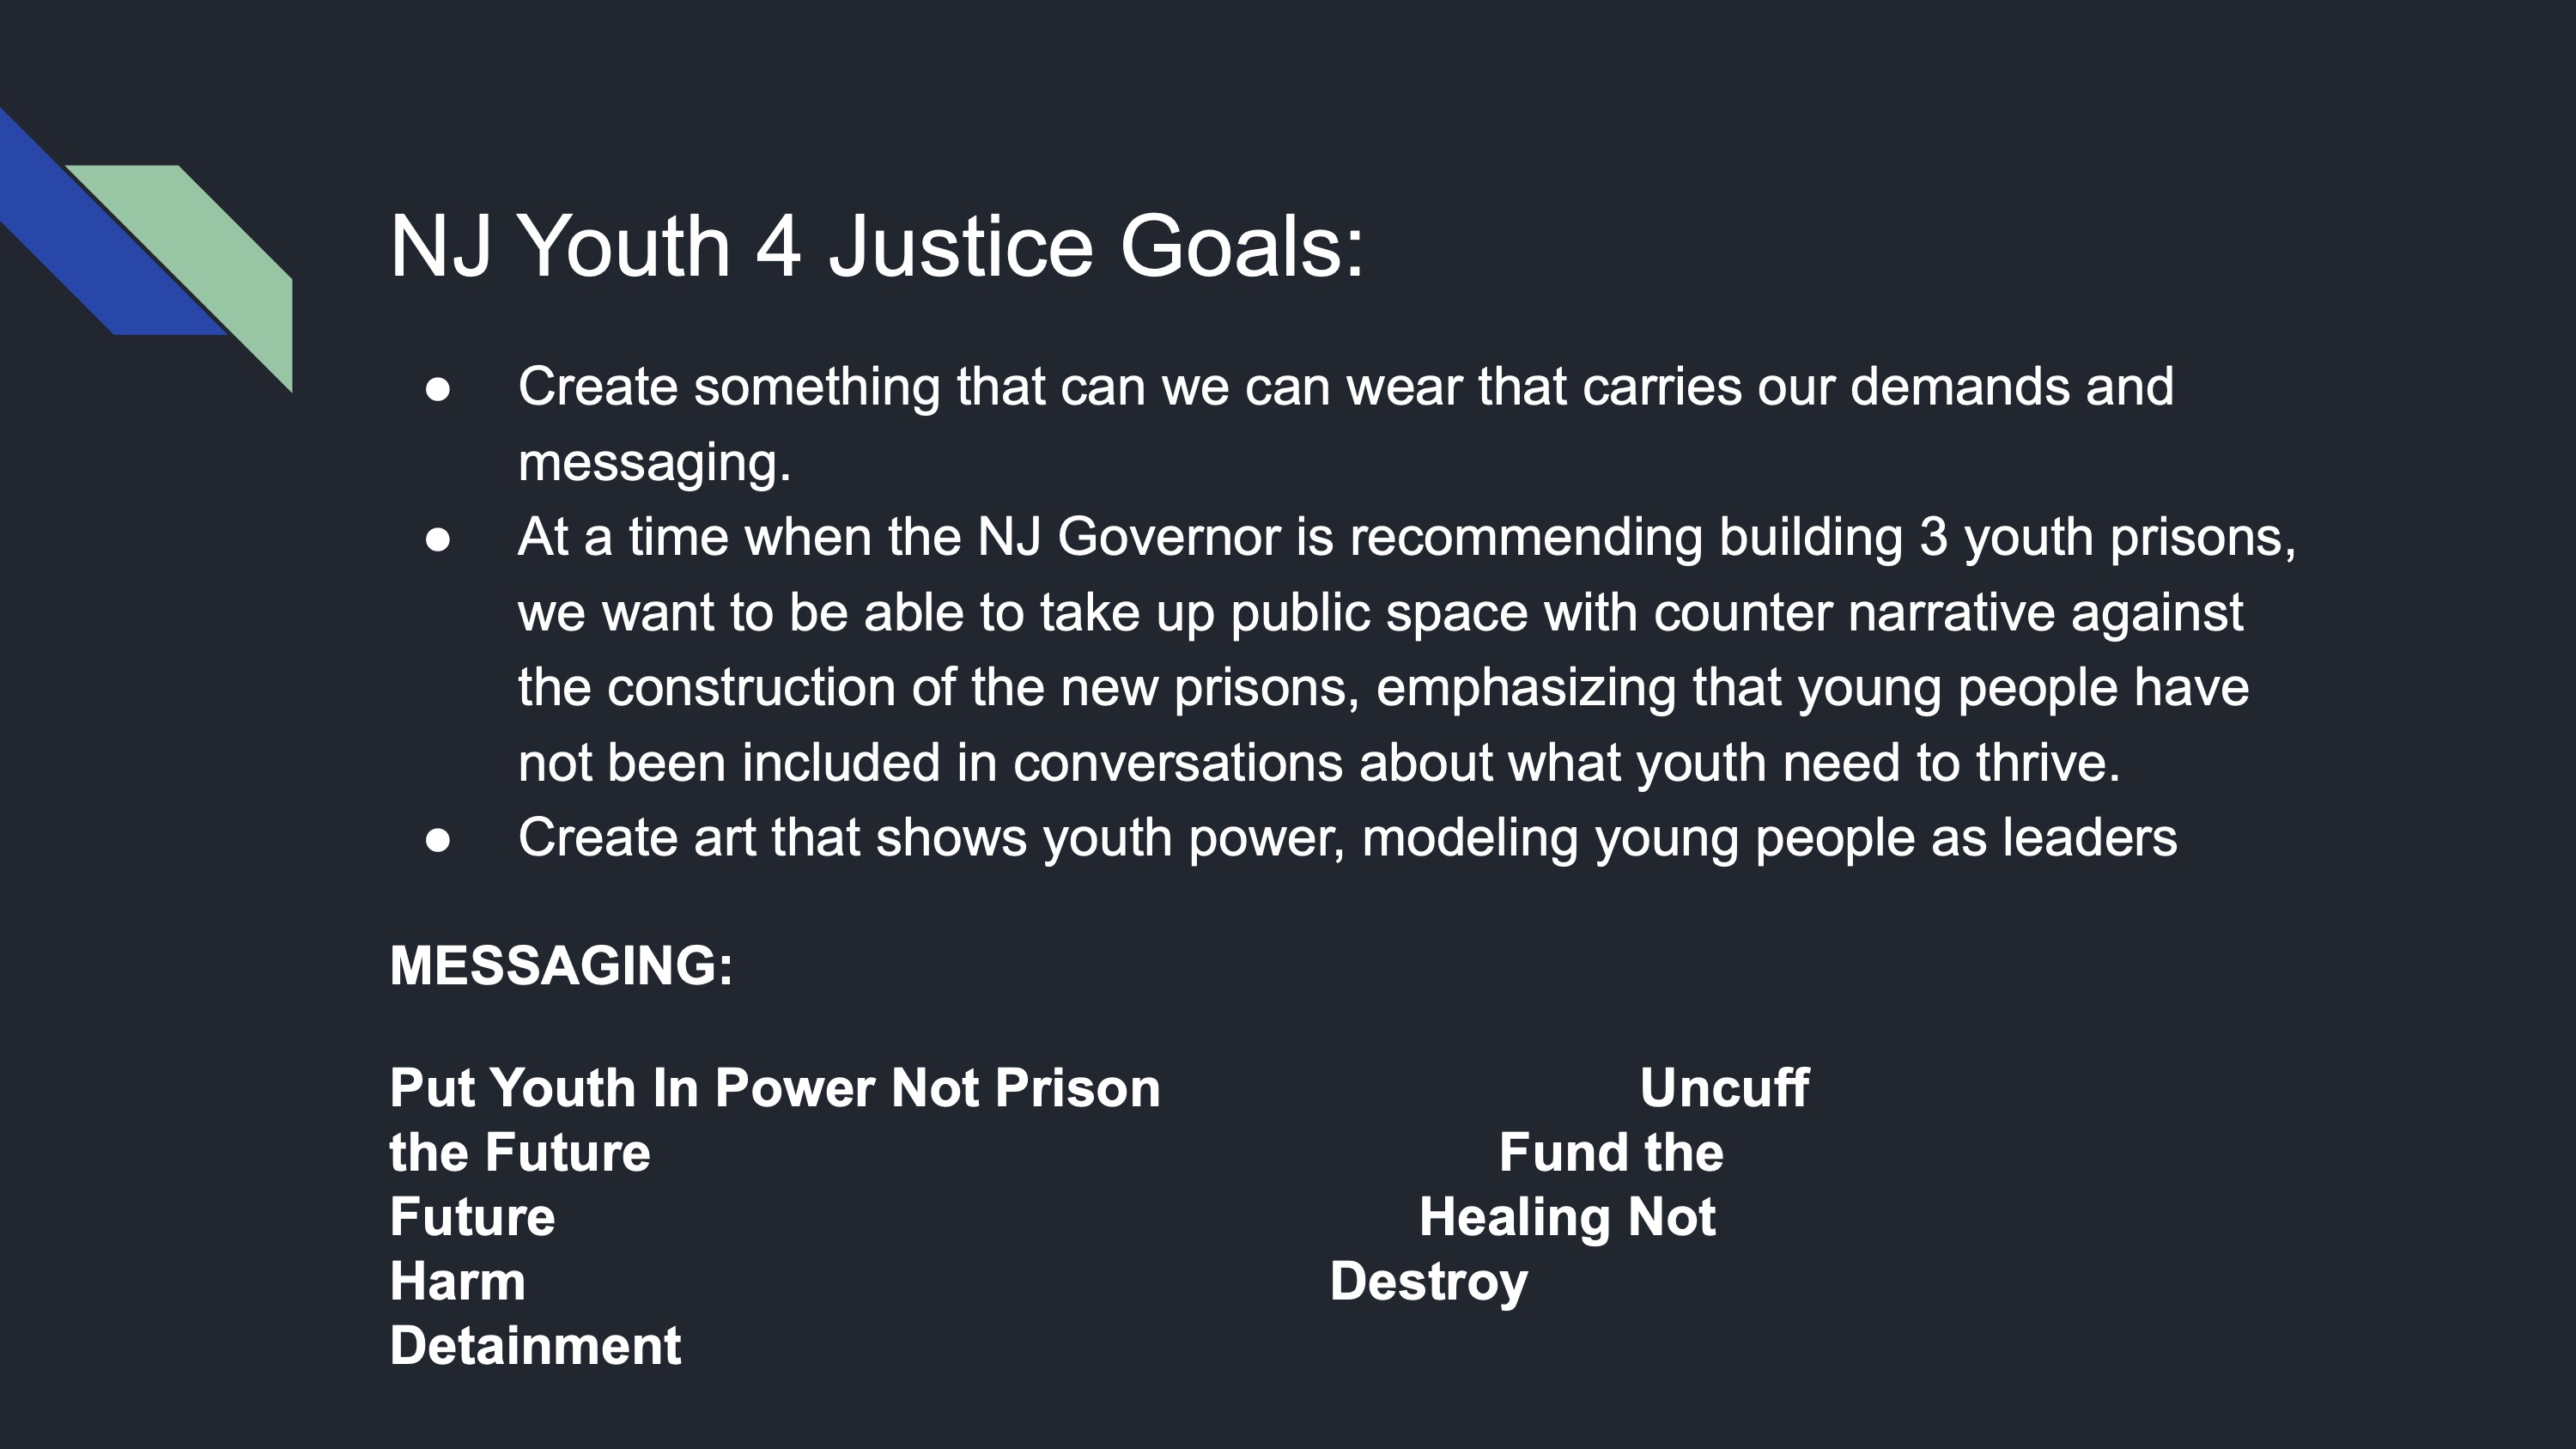 NJ Youth 4 Justice Goals:
● Create something that can we can wear that carries our demands and
messaging.
● At a time when the NJ Governor is recommending building 3 youth prisons,
we want to be able to take up public space with counter narrative against
the construction of the new prisons, emphasizing that young people have
not been included in conversations about what youth need to thrive.
● Create art that shows youth power, modeling young people as leaders
MESSAGING:
Put Youth In Power Not Prison Uncuff
the Future Fund the
Future Healing Not
Harm Destroy
Detainment